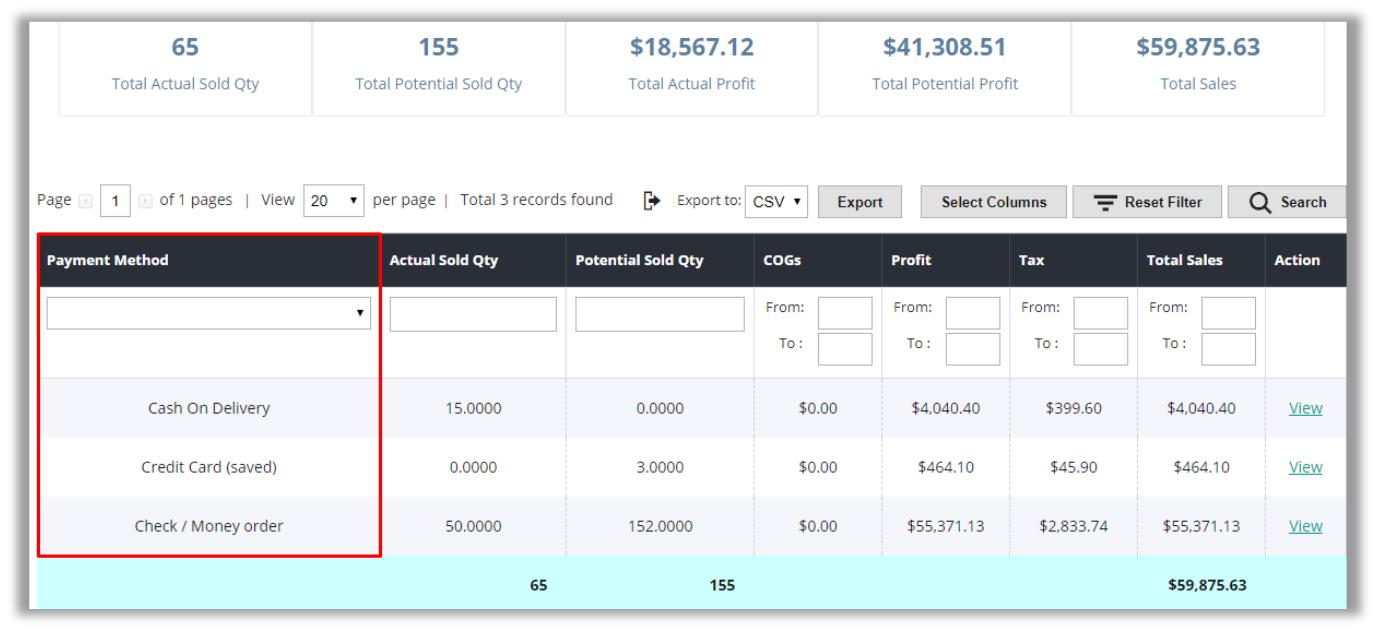 65 155 $18,567.12 $41,308.51 $59,875.63
Total Actual Sold Qty Total Potential Sold Qty Total Actual Profit Total Potential Profit Total Sales
Page 1 of 1 pages | View 20 per page | Total 3 records found Export to: CSV Export Select Columns Reset Filter Search
Payment Method Actual Sold Qty Potential Sold Qty COGs Profit Tax Total Sales Action
From: From: From: From:
To : To : To : To :
Cash On Delivery 15.0000 0.0000 $0.00 $4,040.40 $399.60 $4,040.40 View
Credit Card (saved) 0.0000 3.0000 $0.00 $464.10 $45.90 $464.10 View
Check / Money order 50.0000 152.0000 $0.00 $55,371.13 $2,833.74 $55,371.13 View
65 155 $59,875.63